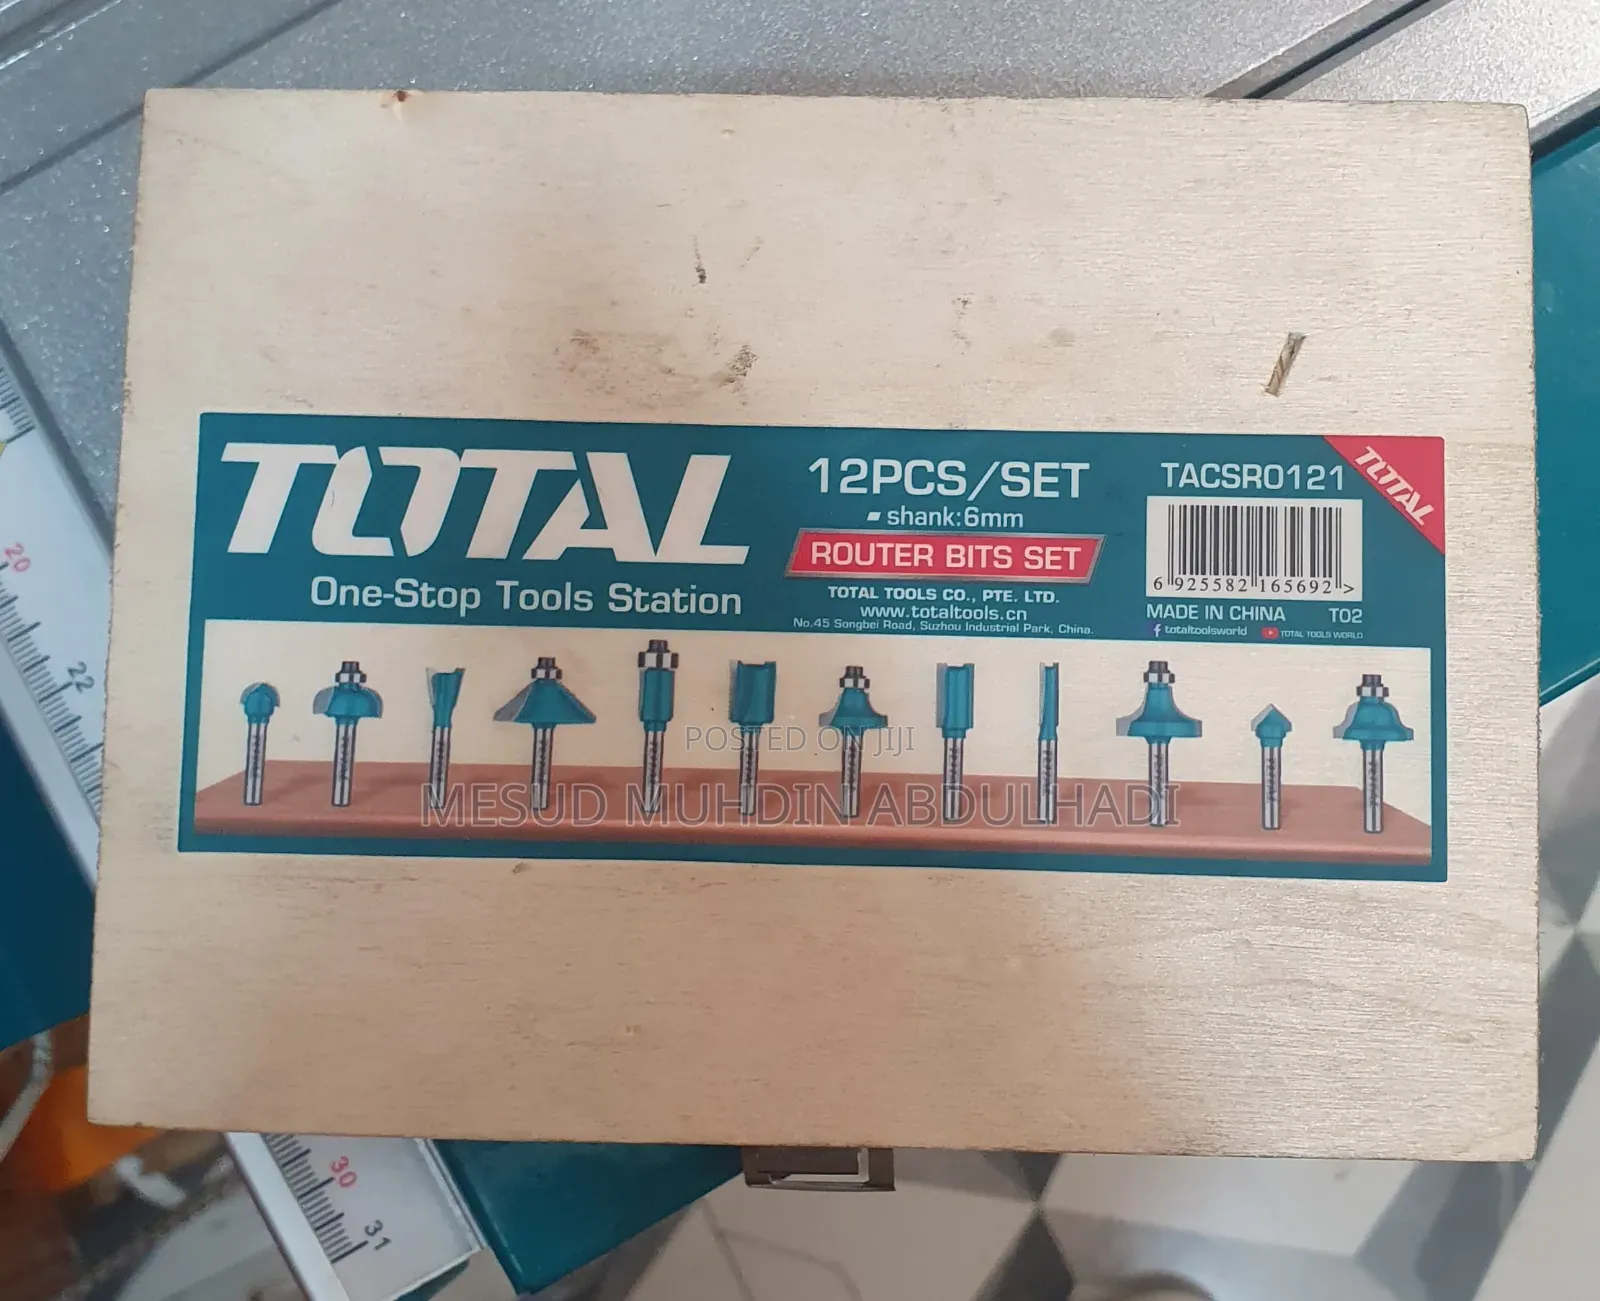 TOTAL
One-Stop Tools Station
12PCS/SET
shank:6mm
ROUTER BITS SET
TOTAL TOOLS CO., PTE. LTD.
www.totaltools.cn
No.45 Songbei Road, Suzhou Industrial Park, China.
TACSR0121
6 925582 165692 >
MADE IN CHINA T02
totaltoolsworld TOTAL TOOLS WORLD
TOTAL
POSTED ON JIJI
MESUD MUHDIN ABDULHADI
20
22
30
31